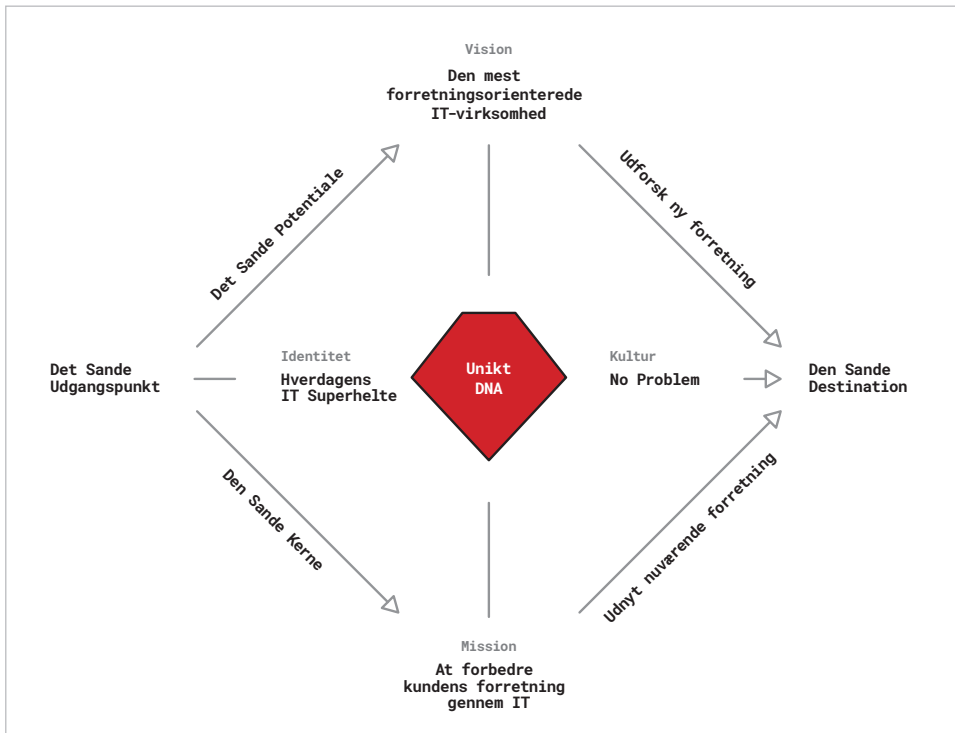 Vision
Den mest
forretningsorienterede
IT-virksomhed
Det Sande Potentiale
Udforsk ny forretning
Det Sande
Udgangspunkt
Identitet
Hverdagens
IT Superhelte
Unikt
DNA
Kultur
No Problem
Den Sande
Destination
Den Sande Kerne
Udnyt nuværende forretning
Mission
At forbedre
kundens forretning
gennem IT